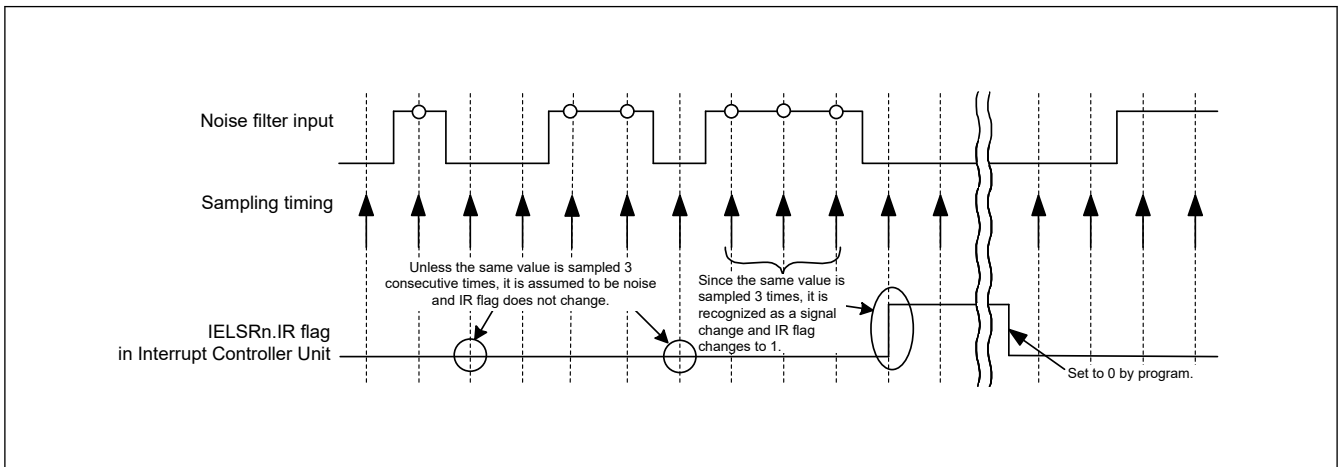 Noise filter input
Sampling timing
Unless the same value is sampled 3
consecutive times, it is assumed to be noise
and IR flag does not change.
Since the same value is
sampled 3 times, it is
recognized as a signal
change and IR flag
changes to 1.
IELSRn.IR flag
in Interrupt Controller Unit
Set to 0 by program.